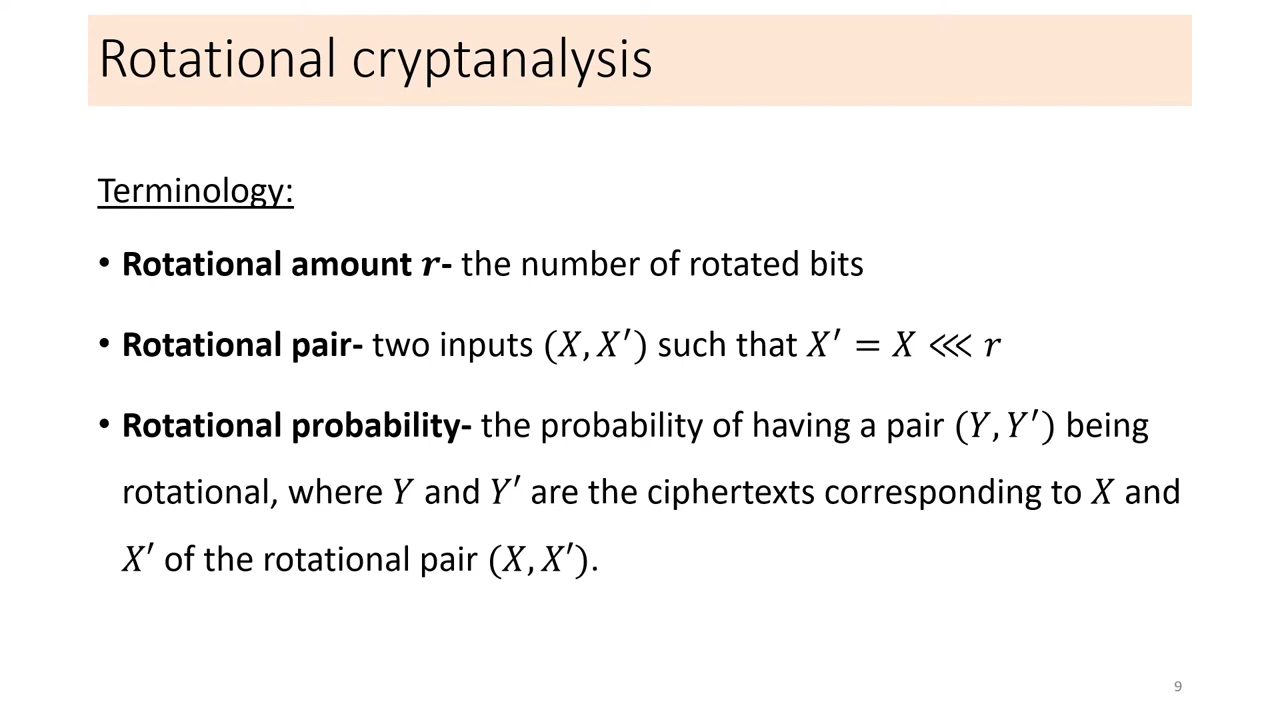 Rotational cryptanalysis
Terminology:
• Rotational amount 𝒓- the number of rotated bits
• Rotational pair- two inputs (𝑋, 𝑋′) such that 𝑋′ = 𝑋 ⋘ 𝑟
• Rotational probability- the probability of having a pair (𝑌, 𝑌′) being
rotational, where 𝑌 and 𝑌′ are the ciphertexts corresponding to 𝑋 and
𝑋′ of the rotational pair (𝑋, 𝑋′).
9